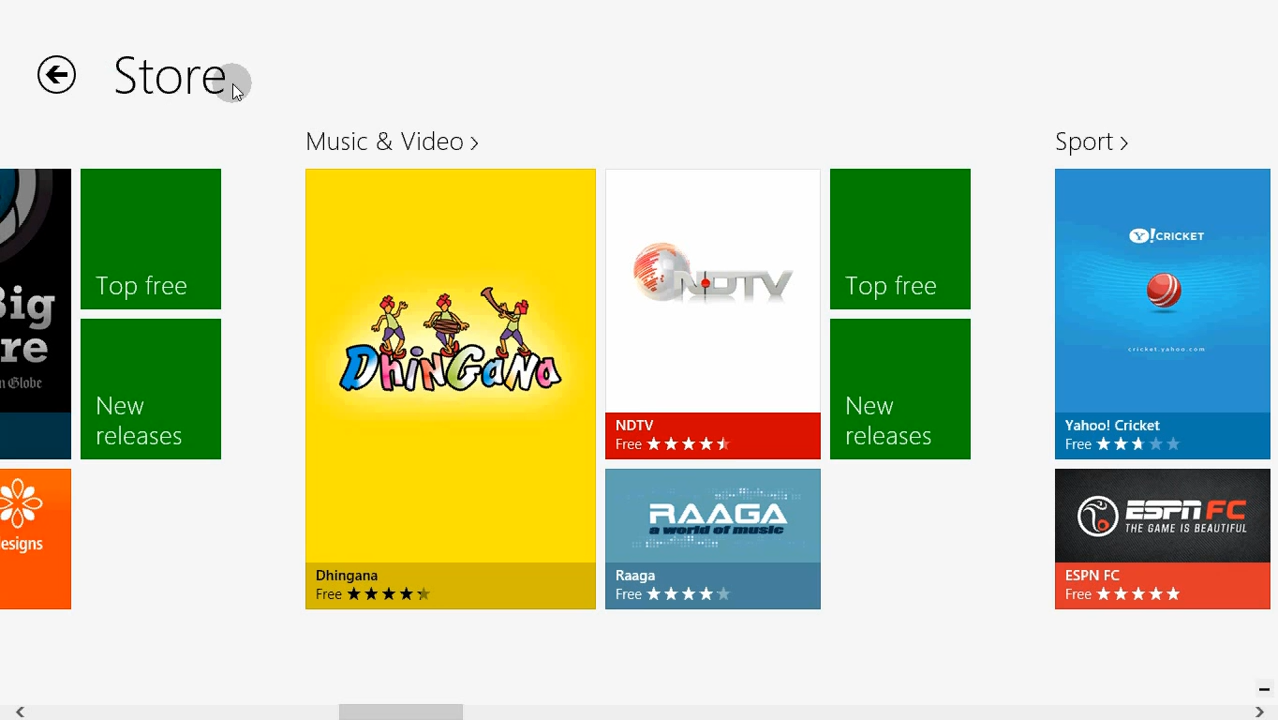 Store
Music & Video
Sport
Big
re
n Globe
Top free
New
releases
esigns
DhinGana
Dhingana
Free
NDTV
NDTV
Free
RAAGA
a world of music
Raaga
Free
Top free
New
releases
Y! CRICKET
cricket.yahoo.com
Yahoo! Cricket
Free
ESPN FC
THE GAME IS BEAUTIFUL
ESPN FC
Free